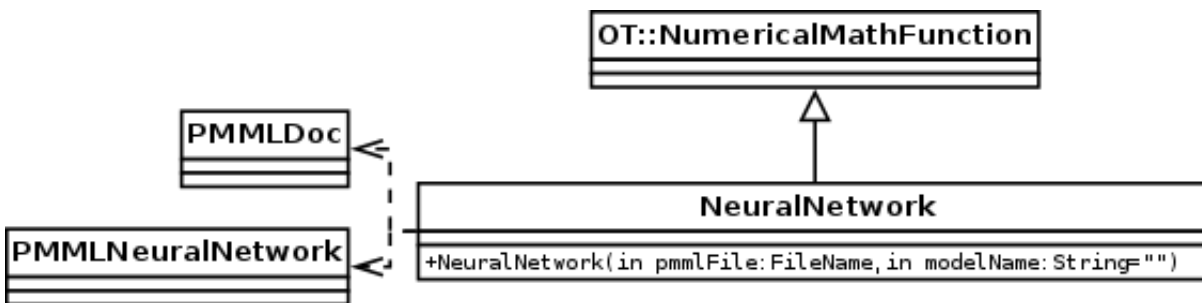 OT::NumericalMathFunction
PMMLDoc
NeuralNetwork
PMMLNeuralNetwork
+NeuralNetwork(in pmmlFile:FileName,in modelName:String="")